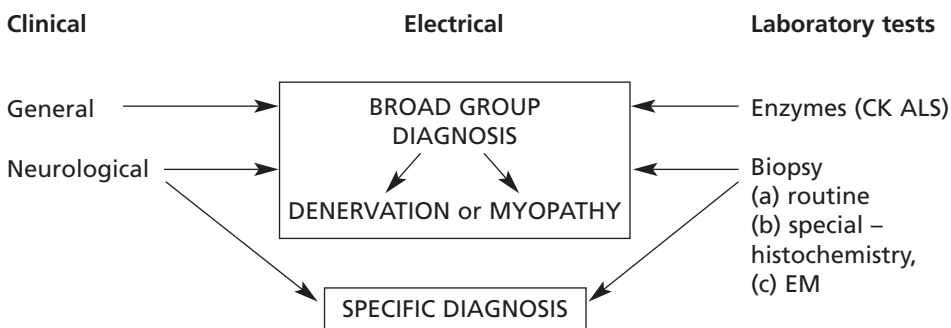 Clinical
Electrical
Laboratory tests
General
BROAD GROUP
DIAGNOSIS
Enzymes (CK ALS)
Neurological
DENERVATION or MYOPATHY
Biopsy
(a) routine
(b) special –
histochemistry,
(c) EM
SPECIFIC DIAGNOSIS